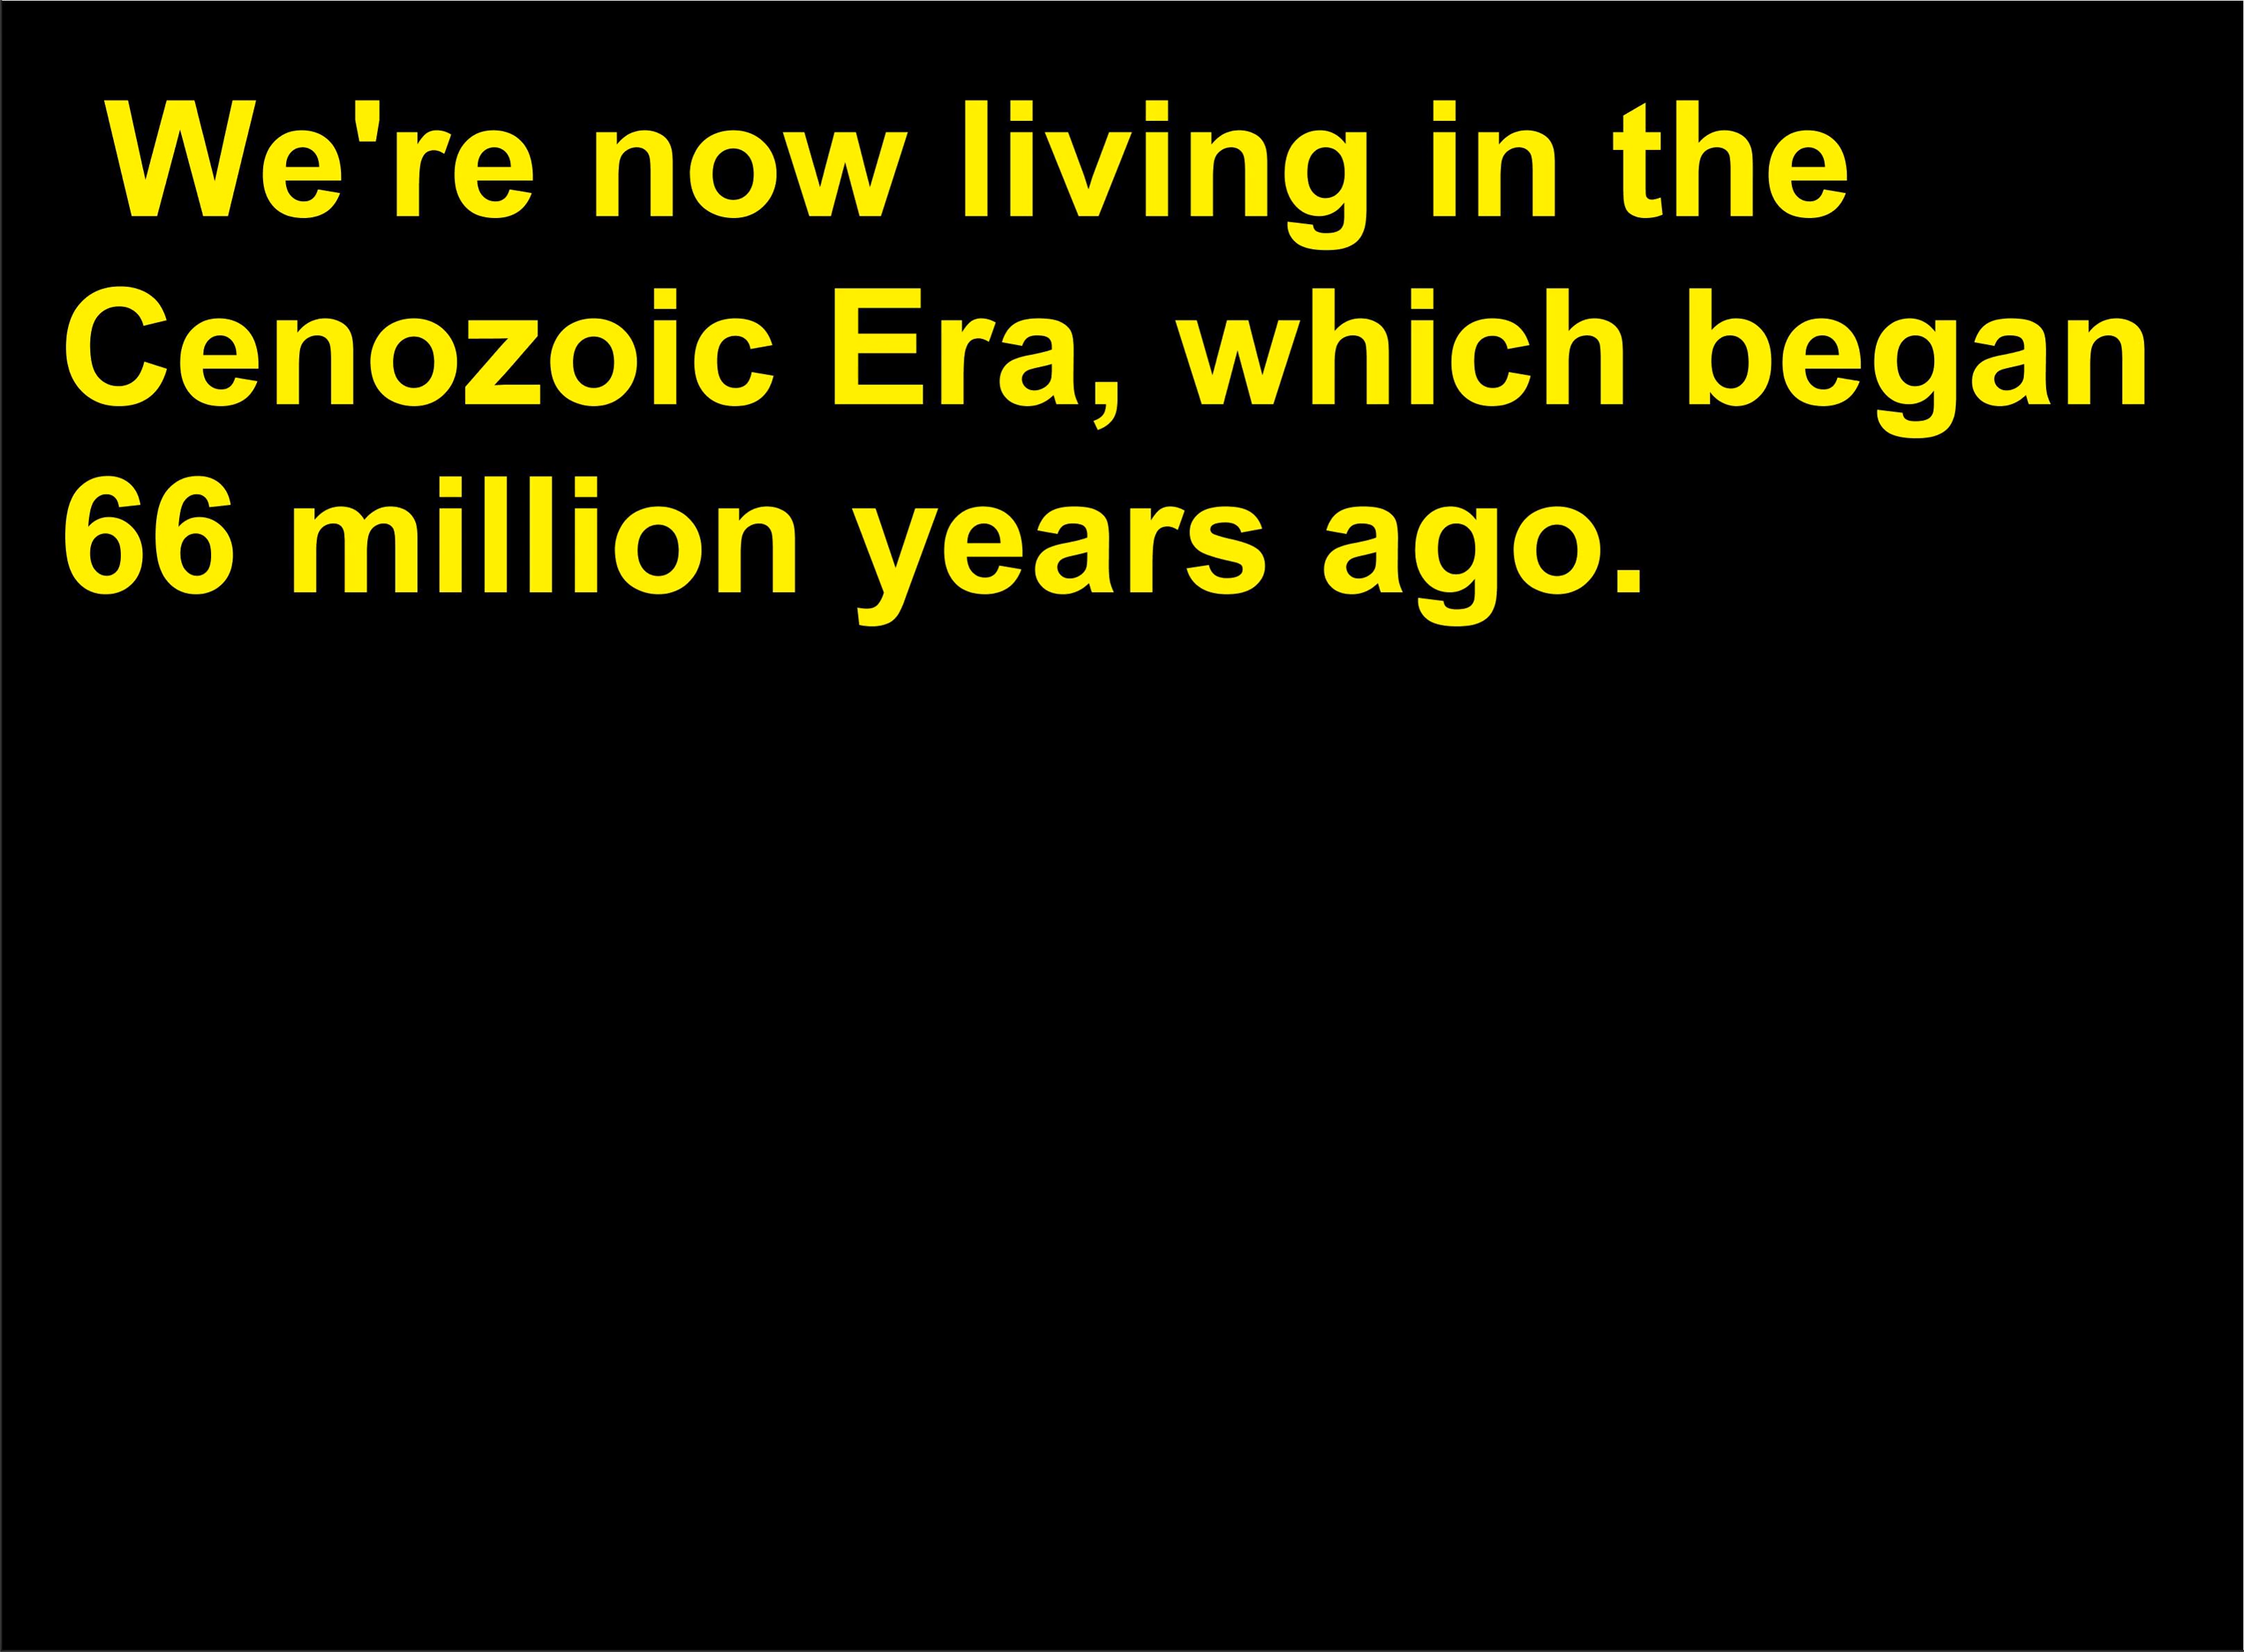 We're now living in the
Cenozoic Era, which began
66 million years ago.